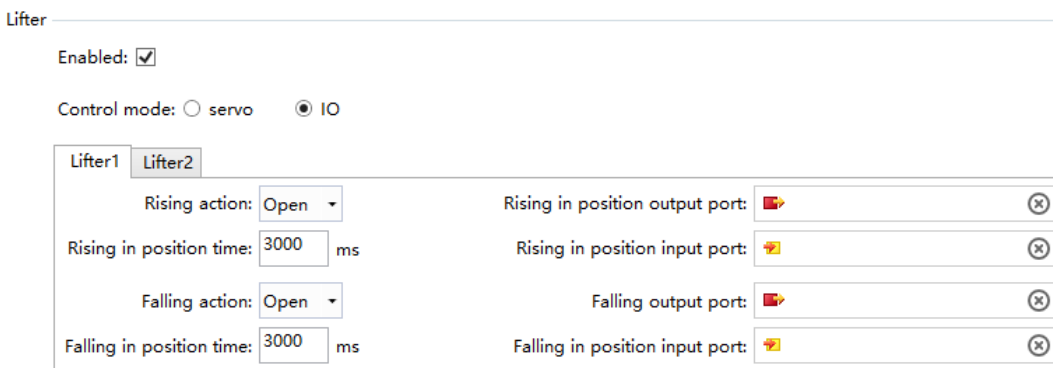 Lifter
Enabled:
Control mode: servo IO
Lifter1 Lifter2
Rising action: Open Rising in position output port:
Rising in position time: 3000 ms Rising in position input port:
Falling action: Open Falling output port:
Falling in position time: 3000 ms Falling in position input port: